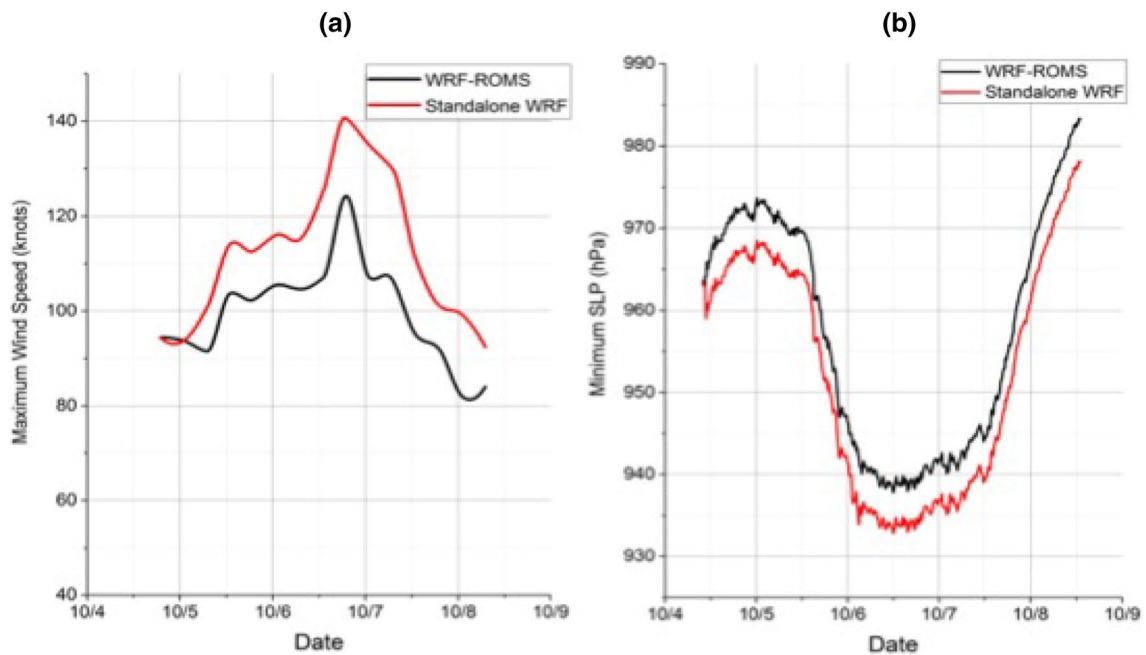 (a)
WRF-ROMS
Standalone WRF
Maximum Wind Speed (knots)
140
120
100
80
60
40
10/4 10/5 10/6 10/7 10/8 10/9
Date
(b)
WRF-ROMS
Standalone WRF
Minimum SLP (hPa)
990
980
970
960
950
940
930
10/4 10/5 10/6 10/7 10/8 10/9
Date